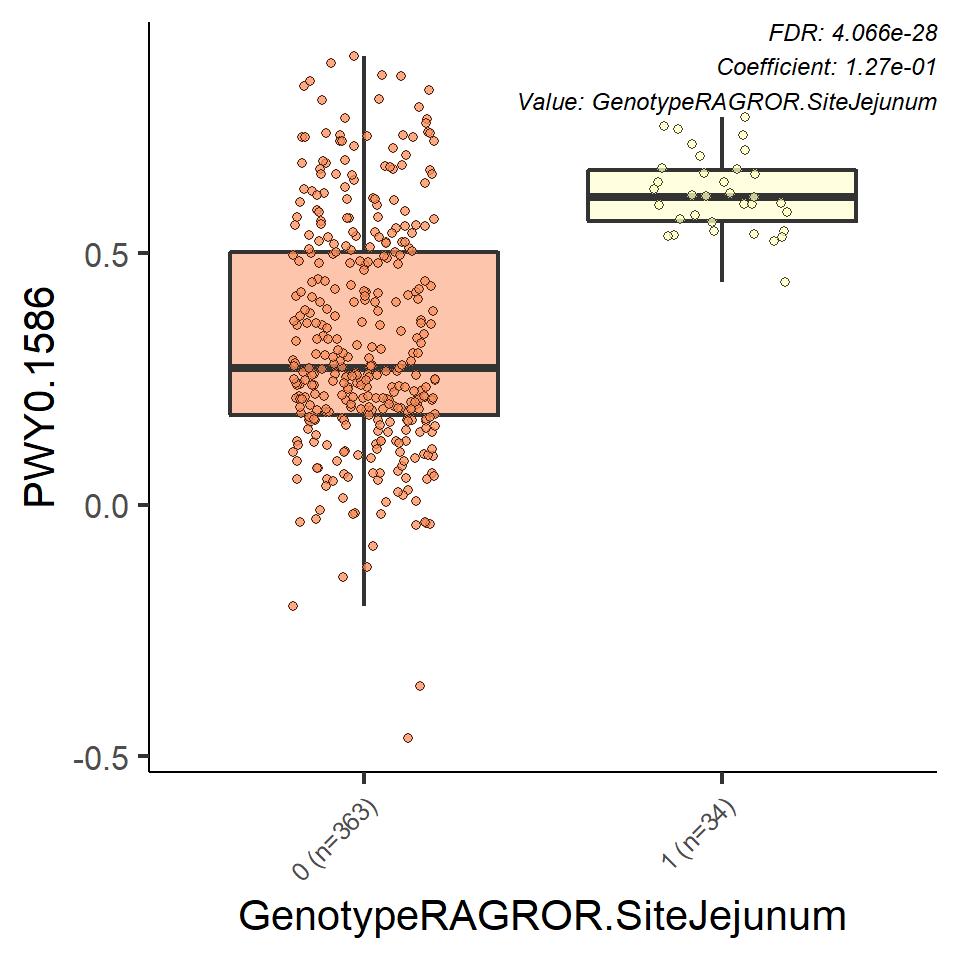 FDR: 4.066e-28
Coefficient: 1.27e-01
Value: GenotypeRAGROR.SiteJejunum
PWY0.1586
0.5
0.0
-0.5
0 (n=363)
1 (n=34)
GenotypeRAGROR.SiteJejunum